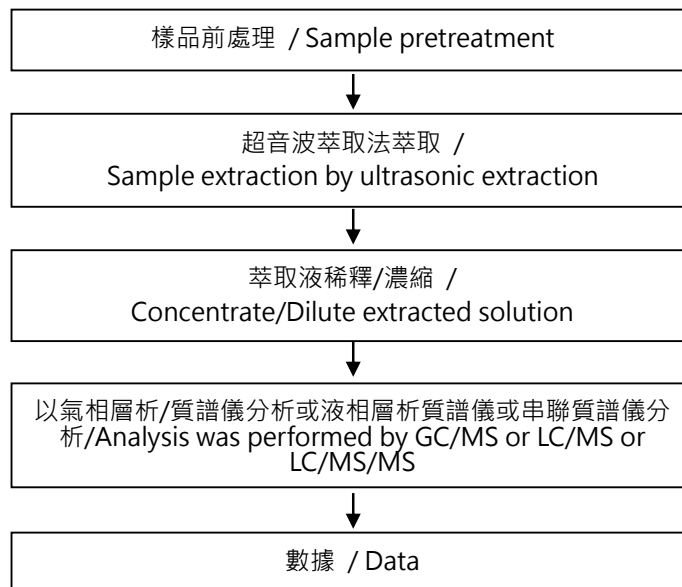 樣品前處理 / Sample pretreatment
超音波萃取法萃取 /
Sample extraction by ultrasonic extraction
萃取液稀釋/濃縮 /
Concentrate/Dilute extracted solution
以氣相層析/質譜儀分析或液相層析質譜儀或串聯質譜儀分
析/Analysis was performed by GC/MS or LC/MS or
LC/MS/MS
數據 / Data